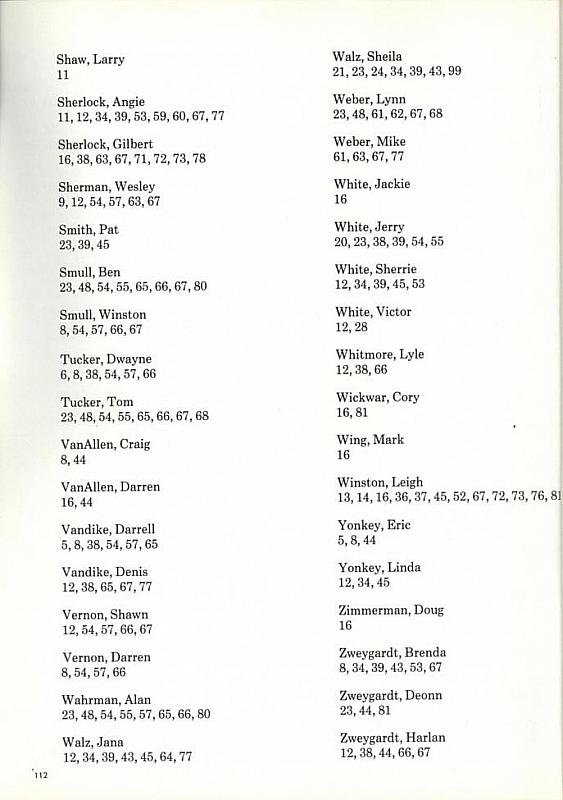 Shaw, Larry
11
Sherlock, Angie
11, 12, 34, 39, 53, 59, 60, 67, 77
Sherlock, Gilbert
16, 38, 63, 67, 71, 72, 73, 78
Sherman, Wesley
9, 12, 54, 57, 63, 67
Smith, Pat
23, 39, 45
Smull, Ben
23, 48, 54, 55, 65, 66, 67, 80
Smull, Winston
8, 54, 57, 66, 67
Tucker, Dwayne
6, 8, 38, 54, 57, 66
Tucker, Tom
23, 48, 54, 55, 65, 66, 67, 68
VanAllen, Craig
8, 44
VanAllen, Darren
16, 44
Vandike, Darrell
5, 8, 38, 54, 57, 65
Vandike, Denis
12, 38, 65, 67, 77
Vernon, Shawn
12, 54, 57, 66, 67
Vernon, Darren
8, 54, 57, 66
Wahrman, Alan
23, 48, 54, 55, 57, 65, 66, 80
Walz, Jana
12, 34, 39, 43, 45, 64, 77
Walz, Sheila
21, 23, 24, 34, 39, 43, 99
Weber, Lynn
23, 48, 61, 62, 67, 68
Weber, Mike
61, 63, 67, 77
White, Jackie
16
White, Jerry
20, 23, 38, 39, 54, 55
White, Sherrie
12, 34, 39, 45, 53
White, Victor
12, 28
Whitmore, Lyle
12, 38, 66
Wickwar, Cory
16, 81
Wing, Mark
16
Winston, Leigh
13, 14, 16, 36, 37, 45, 52, 67, 72, 73, 76, 81
Yonkey, Eric
5, 8, 44
Yonkey, Linda
12, 34, 45
Zimmerman, Doug
16
Zweygardt, Brenda
8, 34, 39, 43, 53, 67
Zweygardt, Deonn
23, 44, 81
Zweygardt, Harlan
12, 38, 44, 66, 67
112